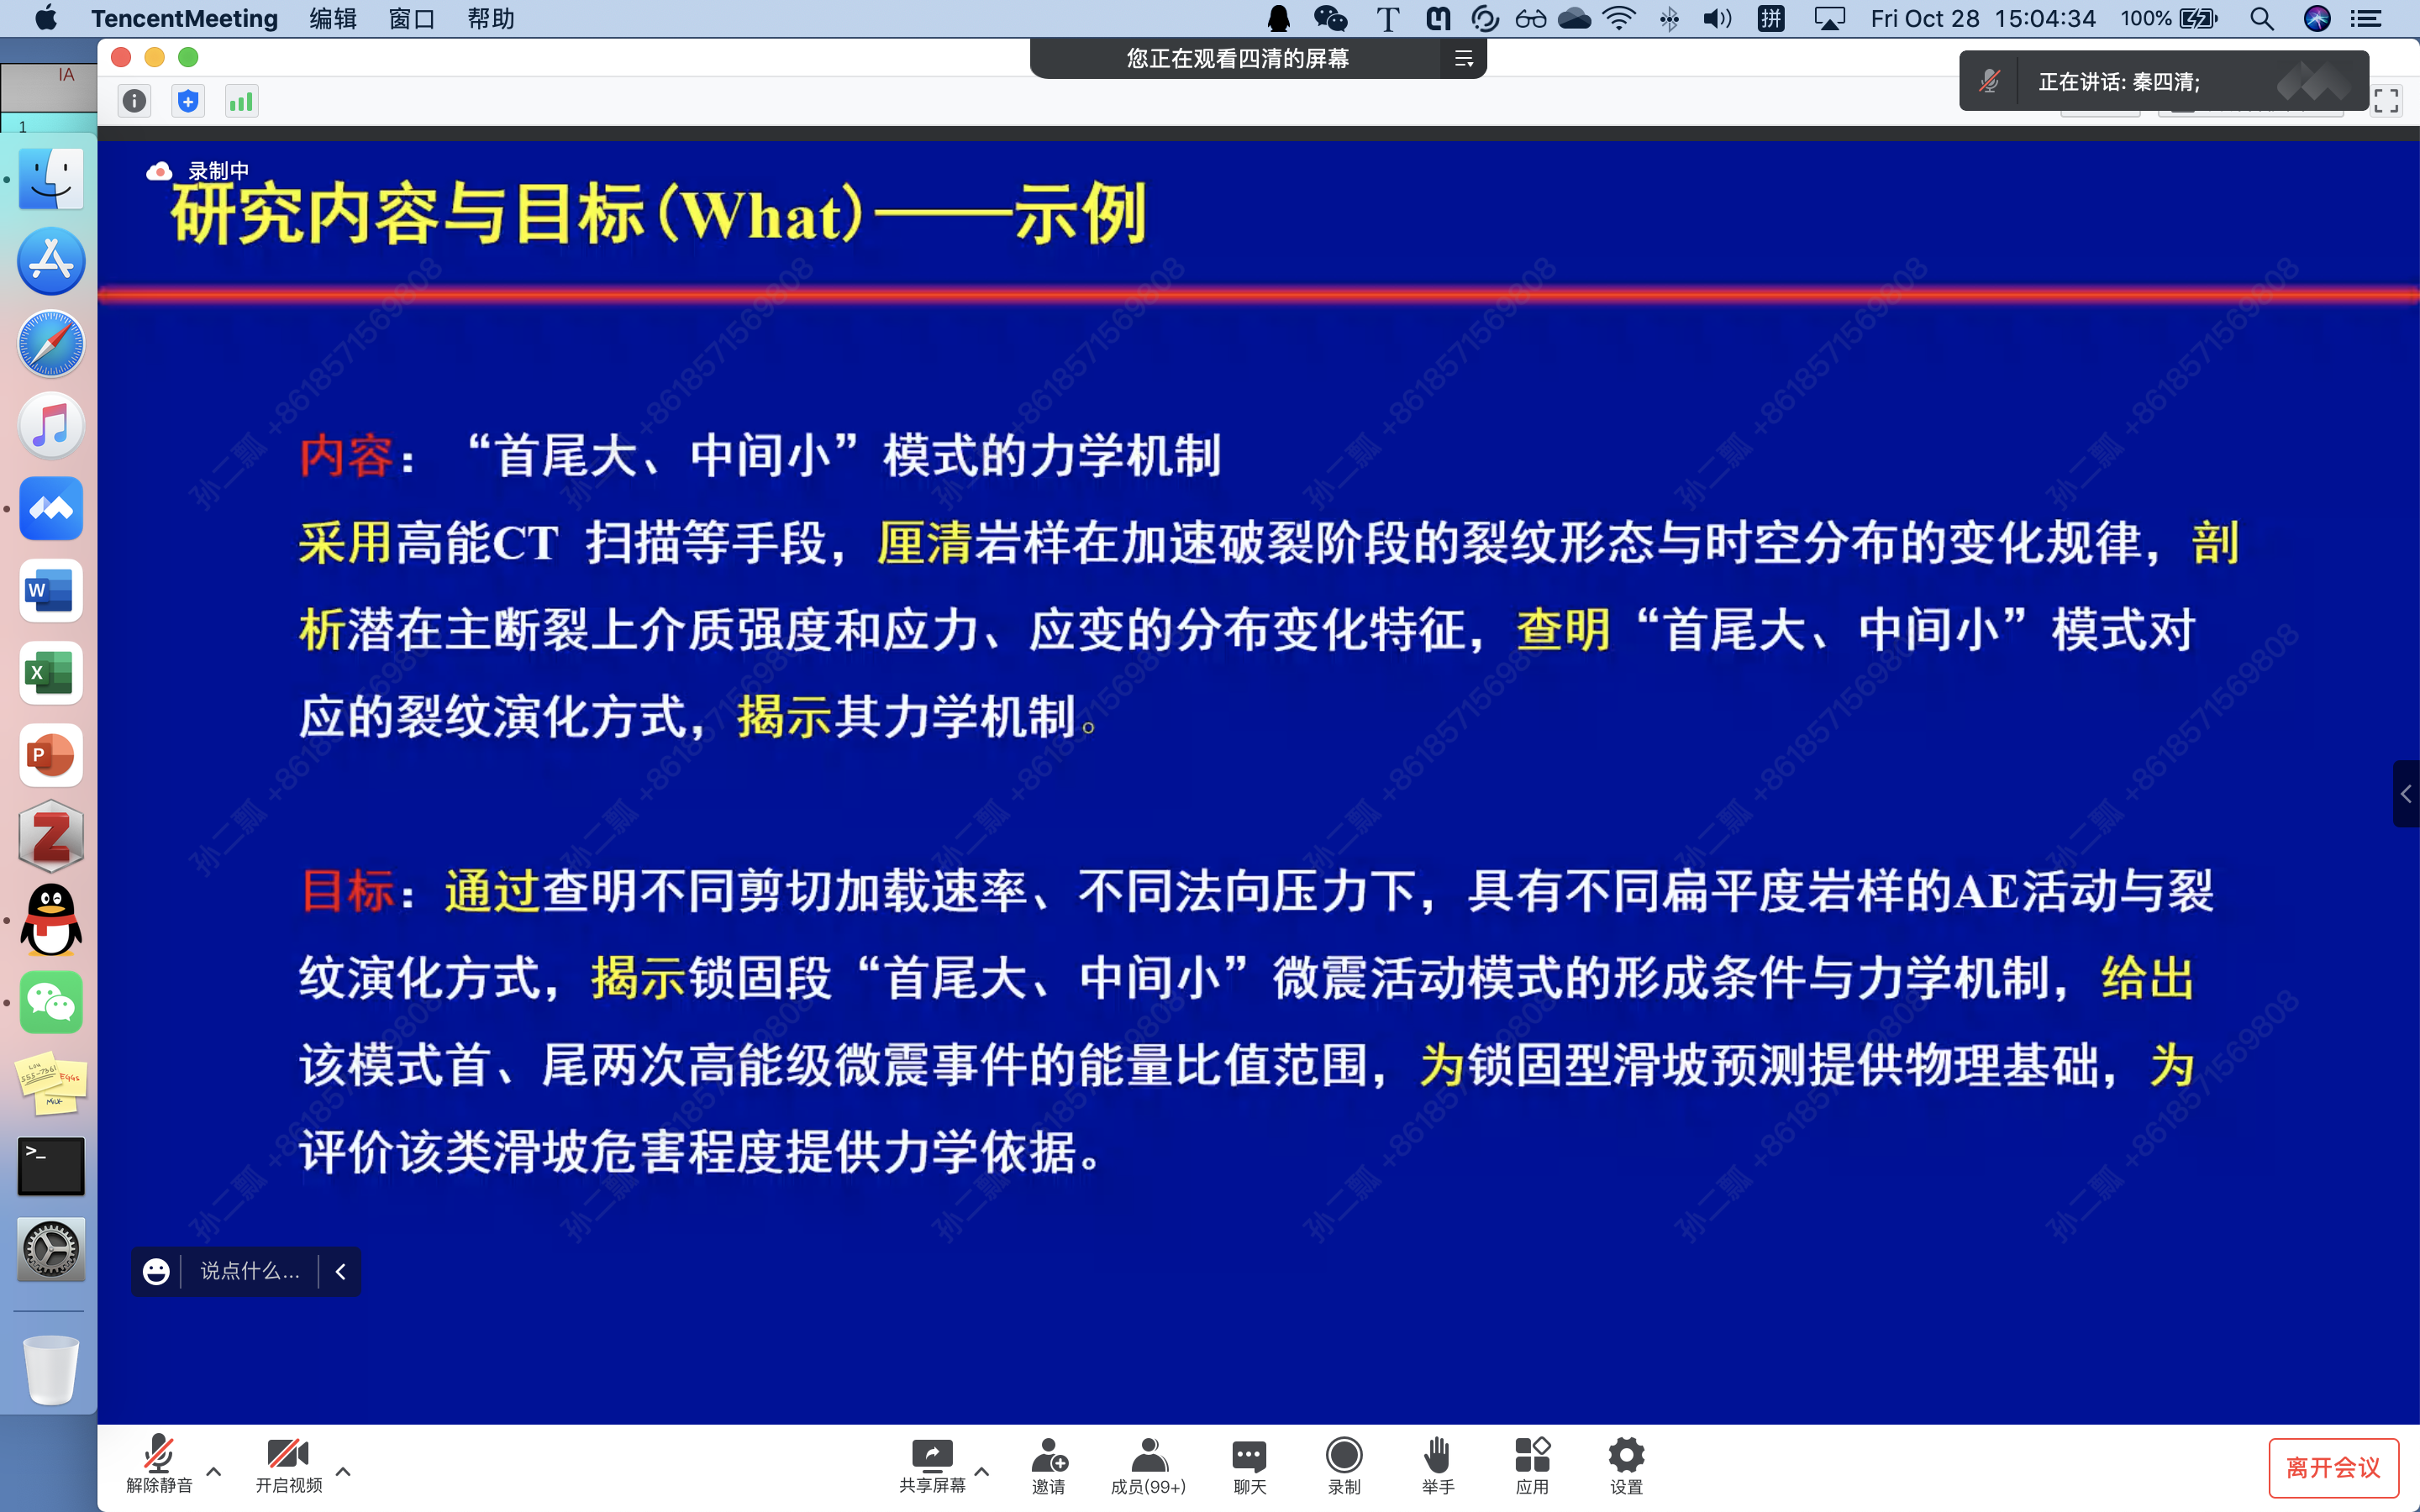 TencentMeeting 编辑 窗口 帮助 拼 Fri Oct 28 15:04:34 100%
您正在观看四清的屏幕
正在讲话: 秦四清;
IA
1
录制中
研究内容与目标(What)——示例
内容：“首尾大、中间小”模式的力学机制
采用高能CT 扫描等手段，厘清岩样在加速破裂阶段的裂纹形态与时空分布的变化规律，剖
析潜在主断裂上介质强度和应力、应变的分布变化特征，查明“首尾大、中间小”模式对
应的裂纹演化方式，揭示其力学机制。
目标：通过查明不同剪切加载速率、不同法向压力下，具有不同扁平度岩样的AE活动与裂
纹演化方式，揭示锁固段“首尾大、中间小”微震活动模式的形成条件与力学机制，给出
该模式首、尾两次高能级微震事件的能量比值范围，为锁固型滑坡预测提供物理基础，为
评价该类滑坡危害程度提供力学依据。
孙二瓢 +8618571569808
说点什么...
解除静音 开启视频 共享屏幕 邀请 成员(99+) 聊天 录制 举手 应用 设置 离开会议